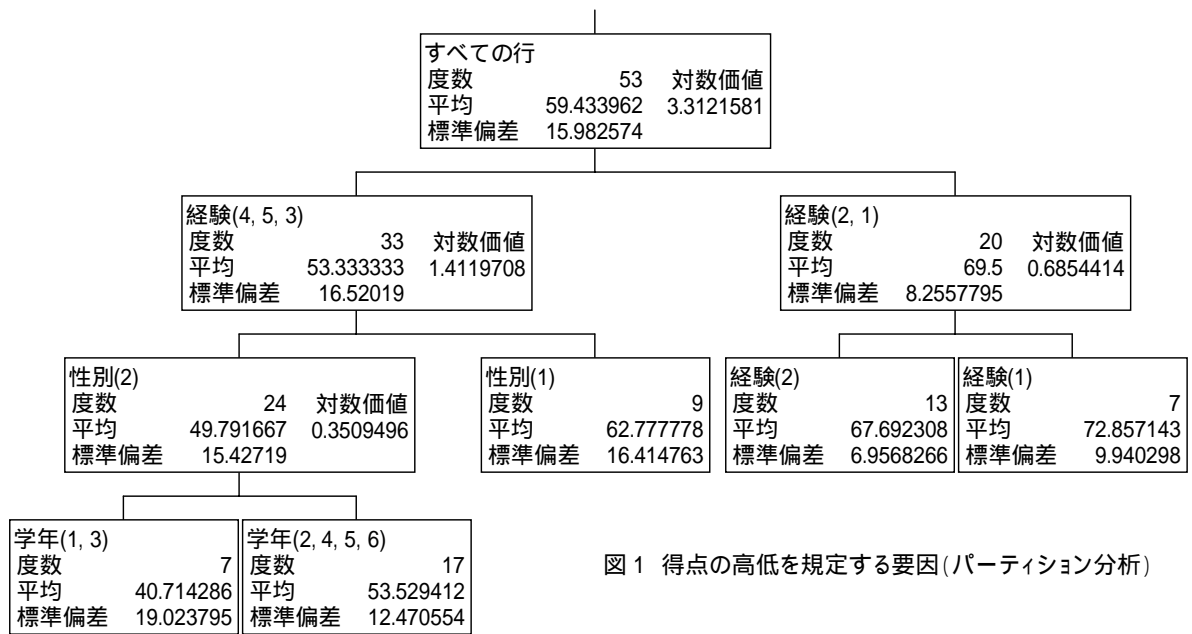 すべての行
度数 53 対数価値
平均 59.433962 3.3121581
標準偏差 15.982574
経験(4, 5, 3)
度数 33 対数価値
平均 53.333333 1.4119708
標準偏差 16.52019
経験(2, 1)
度数 20 対数価値
平均 69.5 0.6854414
標準偏差 8.2557795
性別(2)
度数 24 対数価値
平均 49.791667 0.3509496
標準偏差 15.42719
性別(1)
度数 9
平均 62.777778
標準偏差 16.414763
経験(2)
度数 13
平均 67.692308
標準偏差 6.9568266
経験(1)
度数 7
平均 72.857143
標準偏差 9.940298
学年(1, 3)
度数 7
平均 40.714286
標準偏差 19.023795
学年(2, 4, 5, 6)
度数 17
平均 53.529412
標準偏差 12.470554
図1 得点の高低を規定する要因(パーティション分析)